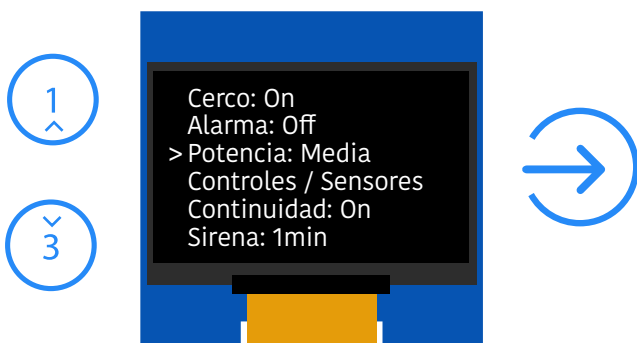 1
3
Cerco: On
Alarma: Off
> Potencia: Media
Controles / Sensores
Continuidad: On
Sirena: 1min